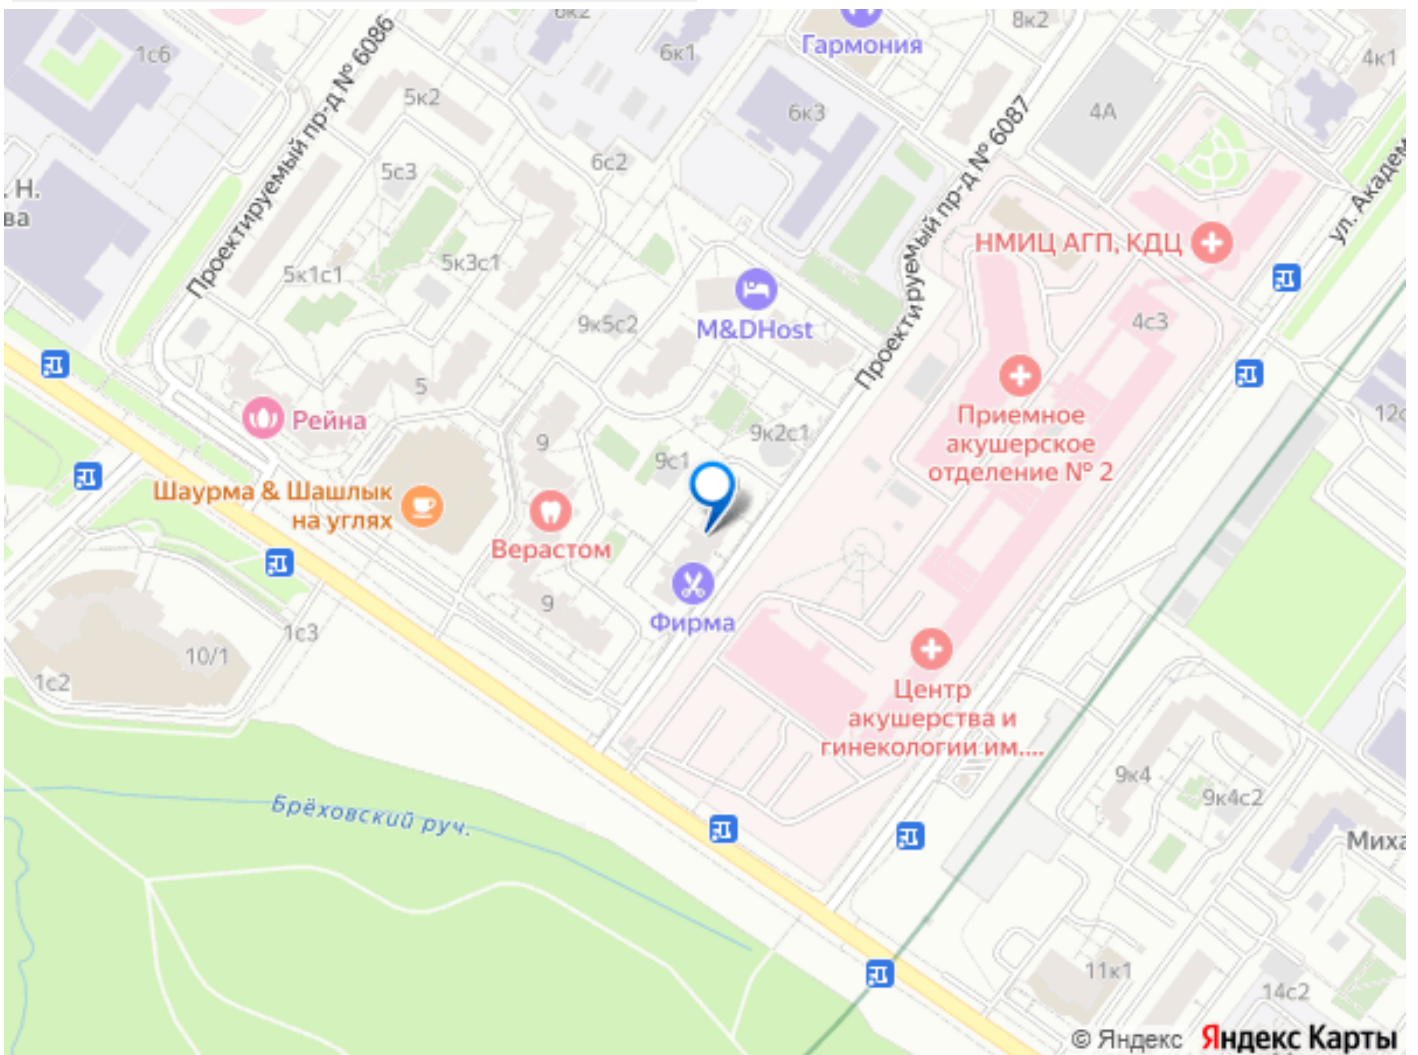 6к2
8к2
Гармония
1с6
6к1
4к1
Проектируемый пр-д № 6086
5к2
6к3
4А
Проектируемый пр-д № 6087
6с2
5с3
ул. Академ
. Н.
ва
НМИЦ АГП, КДЦ
5к3с1
5к1с1
9к5с2
M&DHost
4с3
5
Приемное
акушерское
отделение № 2
12с
Рейна
9
9к2с1
9с1
Шаурма & Шашлык
на углях
Верастом
9
Фирма
1с3
10/1
1с2
Центр
акушерства и
гинекологии им....
9к4
9к4с2
Брёховский руч.
Миха
11к1
14с2
© Яндекс Яндекс Карты